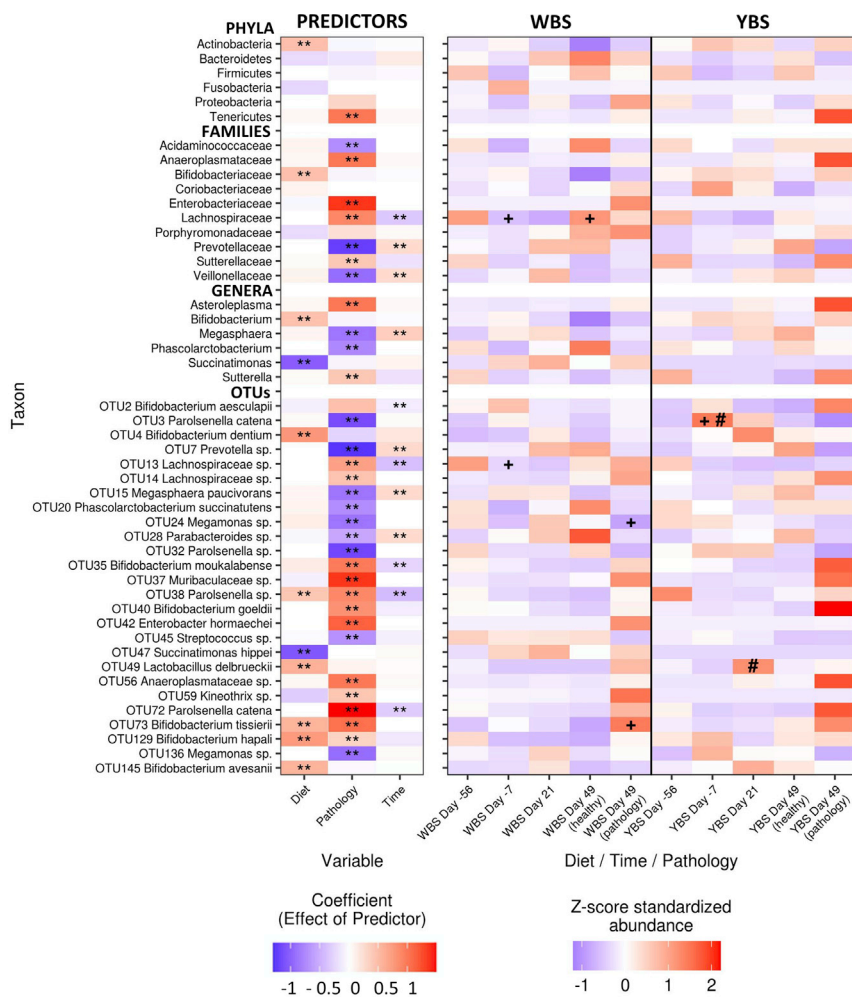 PREDICTORS WBS YBS
PHYLA
Actinobacteria **
Bacteroidetes
Firmicutes
Fusobacteria
Proteobacteria
Tenericutes **
FAMILIES
Acidaminococcaceae **
Anaeroplasmataceae **
Bifidobacteriaceae **
Coriobacteriaceae
Enterobacteriaceae **
Lachnospiraceae ** ** + +
Porphyromonadaceae
Prevotellaceae ** **
Sutterellaceae **
Veillonellaceae ** **
GENERA
Asteroleplasma **
Bifidobacterium **
Megasphaera ** **
Phascolarctobacterium **
Succinatimonas **
Sutterella **
OTUs
OTU2 Bifidobacterium aesculapii **
OTU3 Parolsenella catena ** + #
OTU4 Bifidobacterium dentium **
OTU7 Prevotella sp. ** **
OTU13 Lachnospiraceae sp. ** ** +
OTU14 Lachnospiraceae sp. **
OTU15 Megasphaera paucivorans ** **
OTU20 Phascolarctobacterium succinatutens **
OTU24 Megamonas sp. ** +
OTU28 Parabacteroides sp. ** **
OTU32 Parolsenella sp. **
OTU35 Bifidobacterium moukalabense ** **
OTU37 Muribaculaceae sp. **
OTU38 Parolsenella sp. ** ** **
OTU40 Bifidobacterium goeldii **
OTU42 Enterobacter hormaechei **
OTU45 Streptococcus sp. **
OTU47 Succinatimonas hippei **
OTU49 Lactobacillus delbrueckii ** #
OTU56 Anaeroplasmataceae sp. **
OTU59 Kineothrix sp. **
OTU72 Parolsenella catena ** **
OTU73 Bifidobacterium tissierii ** ** +
OTU129 Bifidobacterium hapali ** **
OTU136 Megamonas sp. **
OTU145 Bifidobacterium avesanii **
Taxon
Diet
Pathology
Time
WBS Day -56
WBS Day -7
WBS Day 21
WBS Day 49
(healthy)
WBS Day 49
(pathology)
YBS Day -56
YBS Day -7
YBS Day 21
YBS Day 49
(healthy)
YBS Day 49
(pathology)
Variable
Diet / Time / Pathology
Coefficient
(Effect of Predictor)
-1 - 0.5 0 0.5 1
Z-score standardized
abundance
-1 0 1 2